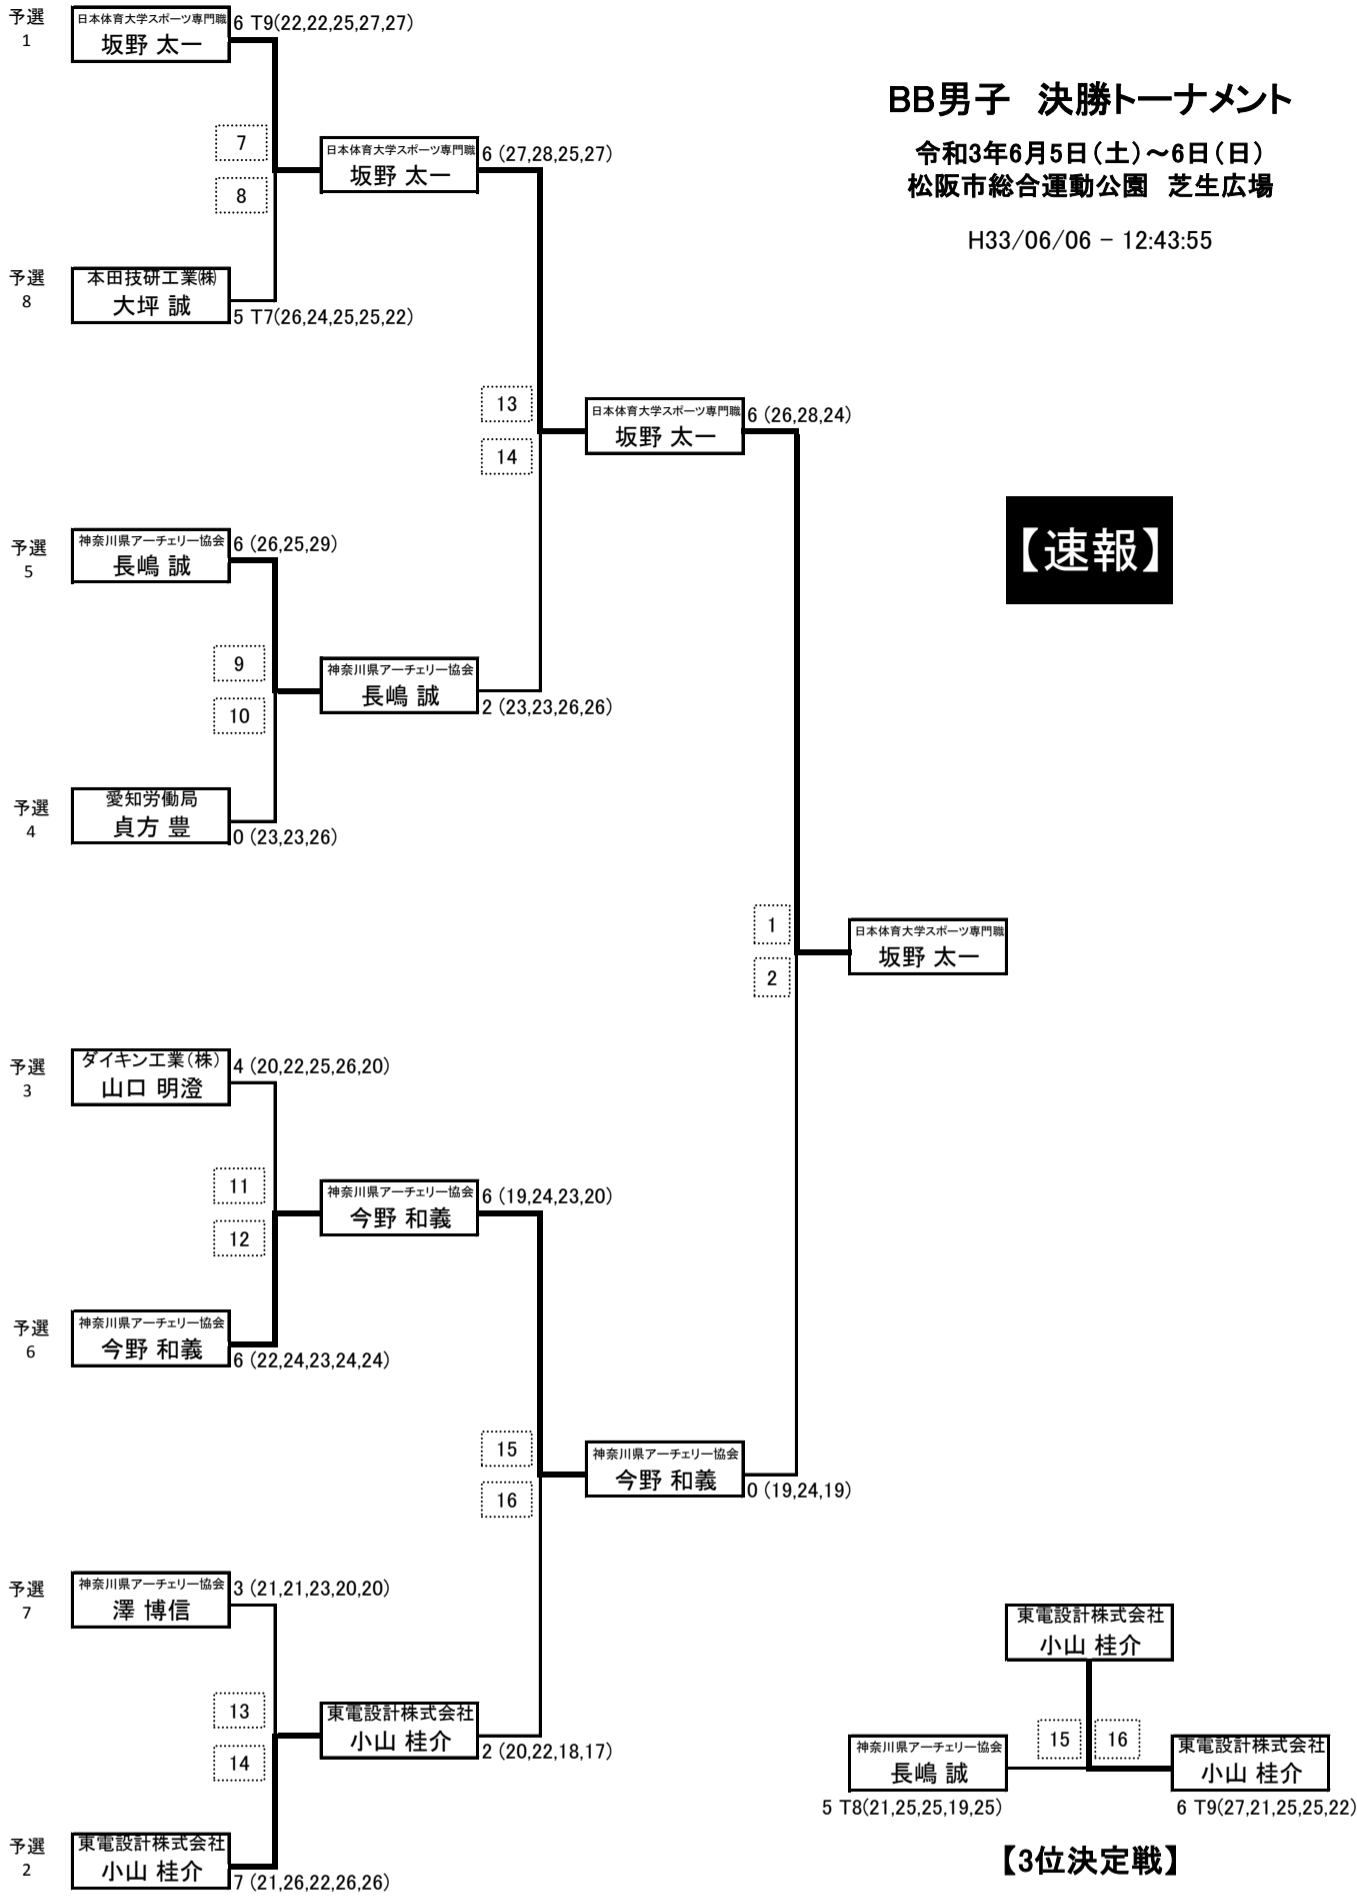 BB男子　決勝トーナメント
令和3年6月5日（土）～6日（日）
松阪市総合運動公園　芝生広場
H33/06/06 - 12:43:55
【速報】
予選
1
日本体育大学スポーツ専門職
坂野 太一
6 T9(22,22,25,27,27)
7
8
日本体育大学スポーツ専門職
坂野 太一
6 (27,28,25,27)
予選
8
本田技研工業㈱
大坪 誠
5 T7(26,24,25,25,22)
13
14
日本体育大学スポーツ専門職
坂野 太一
6 (26,28,24)
予選
5
神奈川県アーチェリー協会
長嶋 誠
6 (26,25,29)
9
10
神奈川県アーチェリー協会
長嶋 誠
2 (23,23,26,26)
予選
4
愛知労働局
貞方 豊
0 (23,23,26)
1
2
日本体育大学スポーツ専門職
坂野 太一
予選
3
ダイキン工業（株）
山口 明澄
4 (20,22,25,26,20)
11
12
神奈川県アーチェリー協会
今野 和義
6 (19,24,23,20)
予選
6
神奈川県アーチェリー協会
今野 和義
6 (22,24,23,24,24)
15
16
神奈川県アーチェリー協会
今野 和義
0 (19,24,19)
予選
7
神奈川県アーチェリー協会
澤 博信
3 (21,21,23,20,20)
13
14
東電設計株式会社
小山 桂介
2 (20,22,18,17)
予選
2
東電設計株式会社
小山 桂介
7 (21,26,22,26,26)
東電設計株式会社
小山 桂介
15
16
神奈川県アーチェリー協会
長嶋 誠
5 T8(21,25,25,19,25)
東電設計株式会社
小山 桂介
6 T9(27,21,25,25,22)
【3位決定戦】